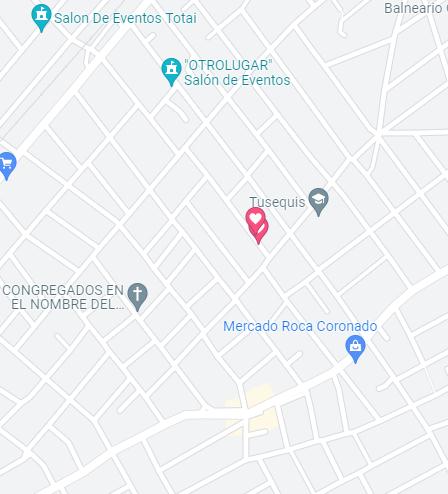 Balneario
Salon De Eventos Totai
"OTROLUGAR"
Salón de Eventos
Tusequis
CONGREGADOS EN
EL NOMBRE DEL...
Mercado Roca Coronado